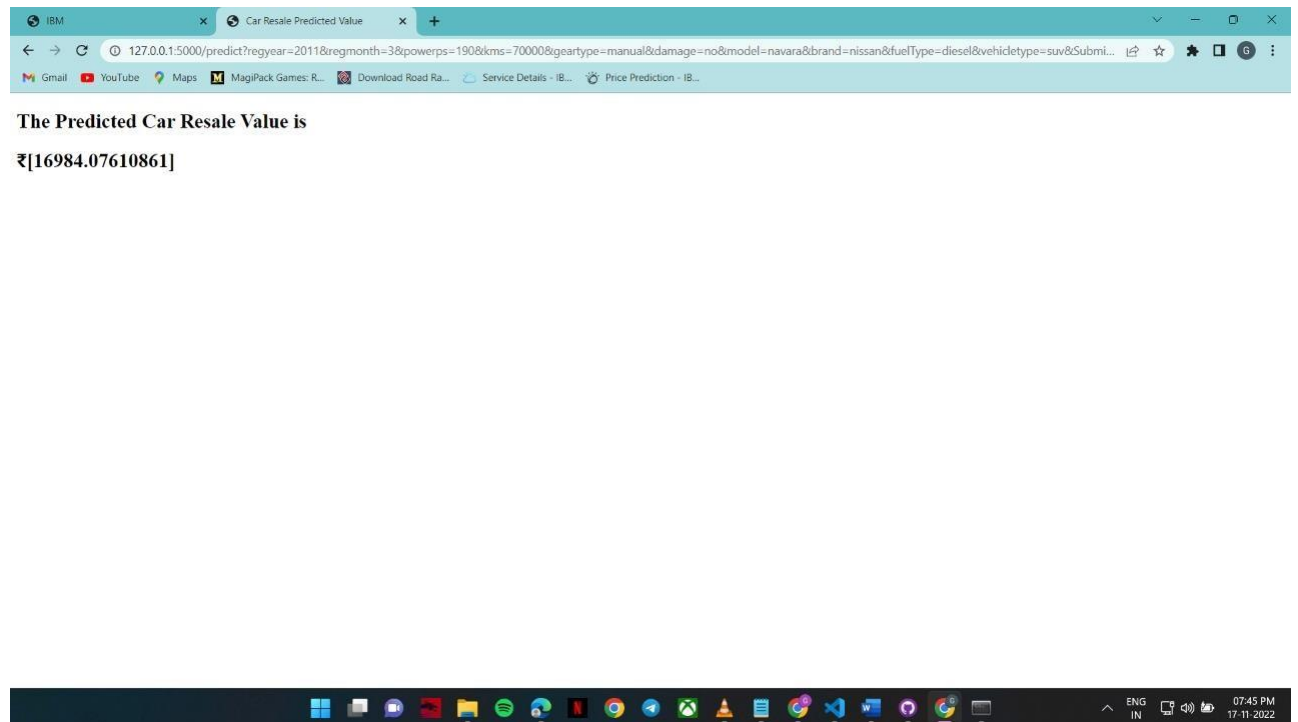 IBM
Car Resale Predicted Value
127.0.0.1:5000/predict?regyear=2011&regmonth=3&powerps=190&kms=70000&geartype=manual&damage=no&model=navara&brand=nissan&fuelType=diesel&vehicletype=suv&Submi...
G
Gmail YouTube Maps MagiPack Games: R... Download Road Ra... Service Details - IB... Price Prediction - IB...
The Predicted Car Resale Value is
₹[16984.07610861]
ENG 07:45 PM
IN 17-11-2022